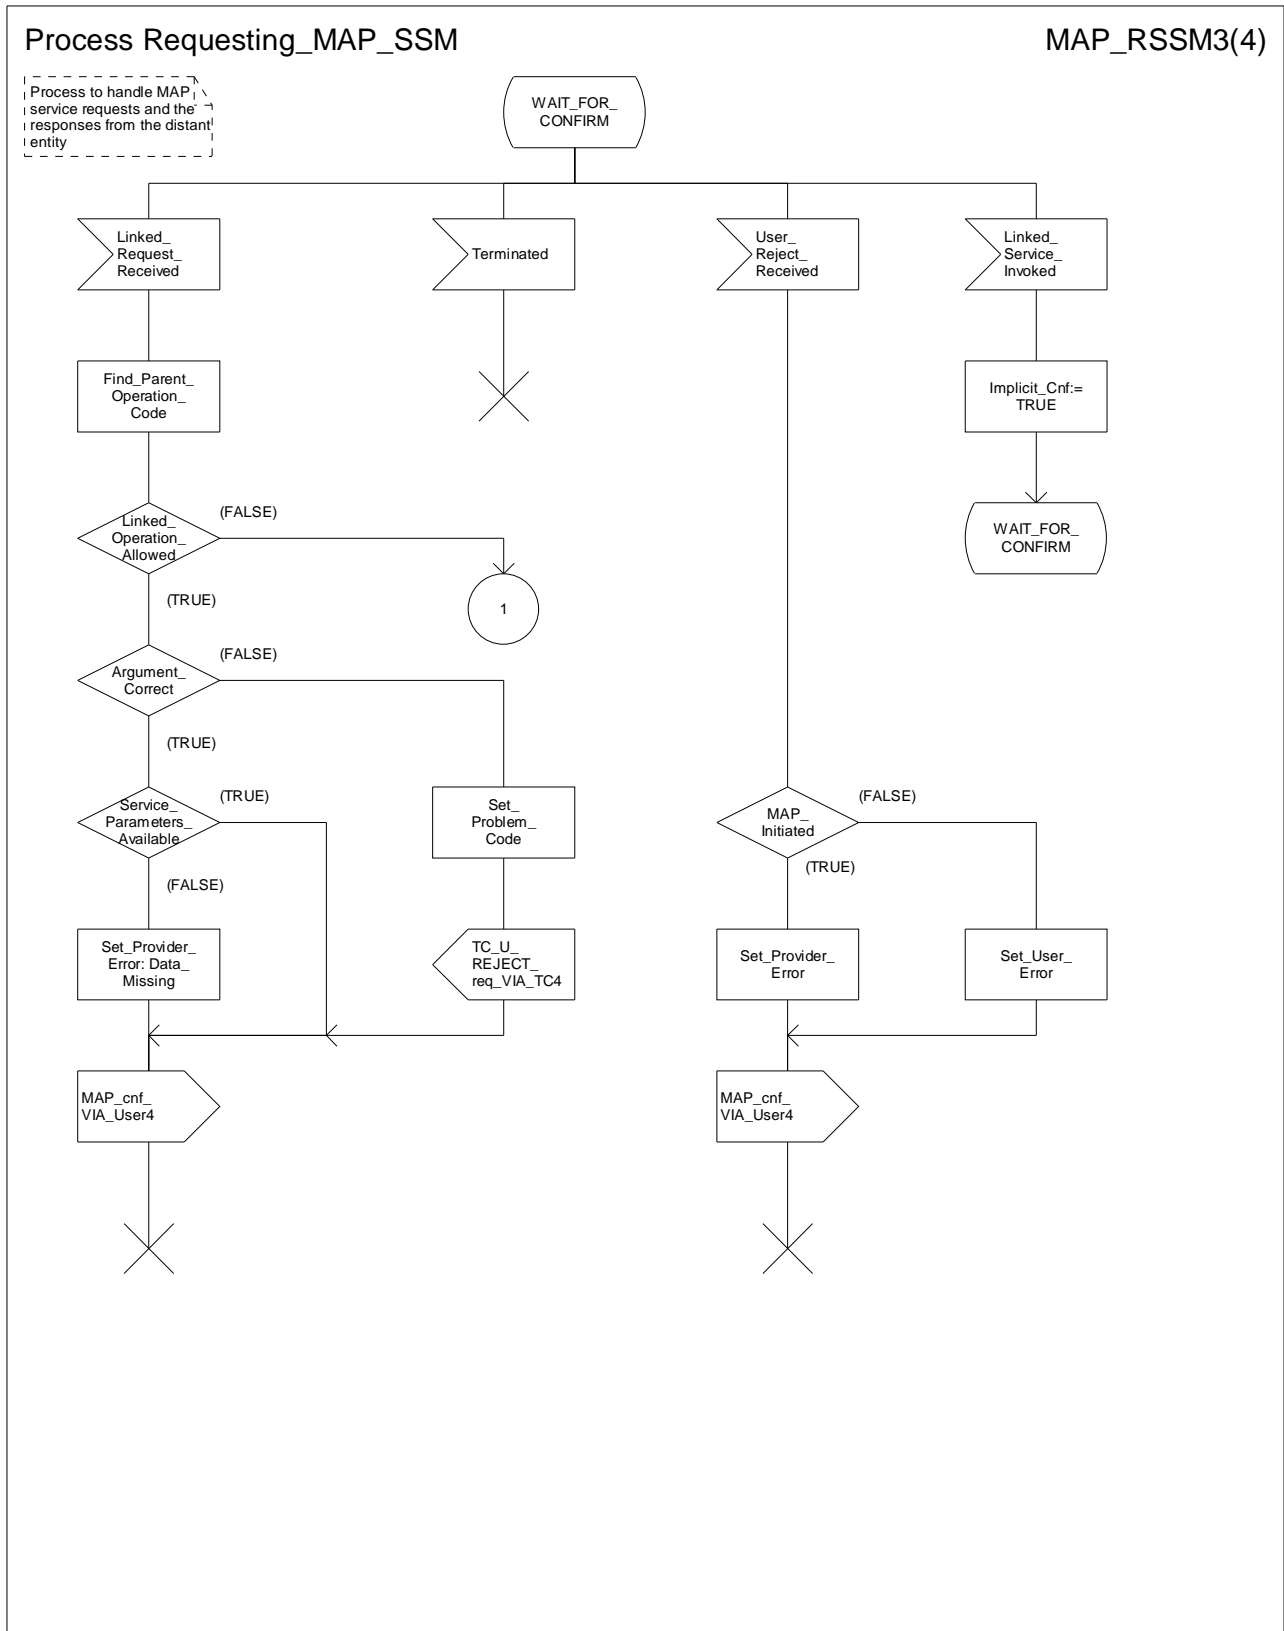 Process Requesting_MAP_SSM
MAP_RSSM3(4)
Process to handle MAP
service requests and the
responses from the distant
entity
WAIT_FOR_
CONFIRM
Linked_
Request_
Received
Terminated
User_
Reject_
Received
Linked_
Service_
Invoked
Find_Parent_
Operation_
Code
Implicit_Cnf:=
TRUE
Linked_
Operation_
Allowed
(FALSE)
WAIT_FOR_
CONFIRM
(TRUE)
1
Argument_
Correct
(FALSE)
(TRUE)
Service_
Parameters_
Available
(TRUE)
Set_
Problem_
Code
MAP_
Initiated
(FALSE)
(FALSE)
(TRUE)
Set_Provider_
Error: Data_
Missing
TC_U_
REJECT_
req_VIA_TC4
Set_Provider_
Error
Set_User_
Error
MAP_cnf_
VIA_User4
MAP_cnf_
VIA_User4